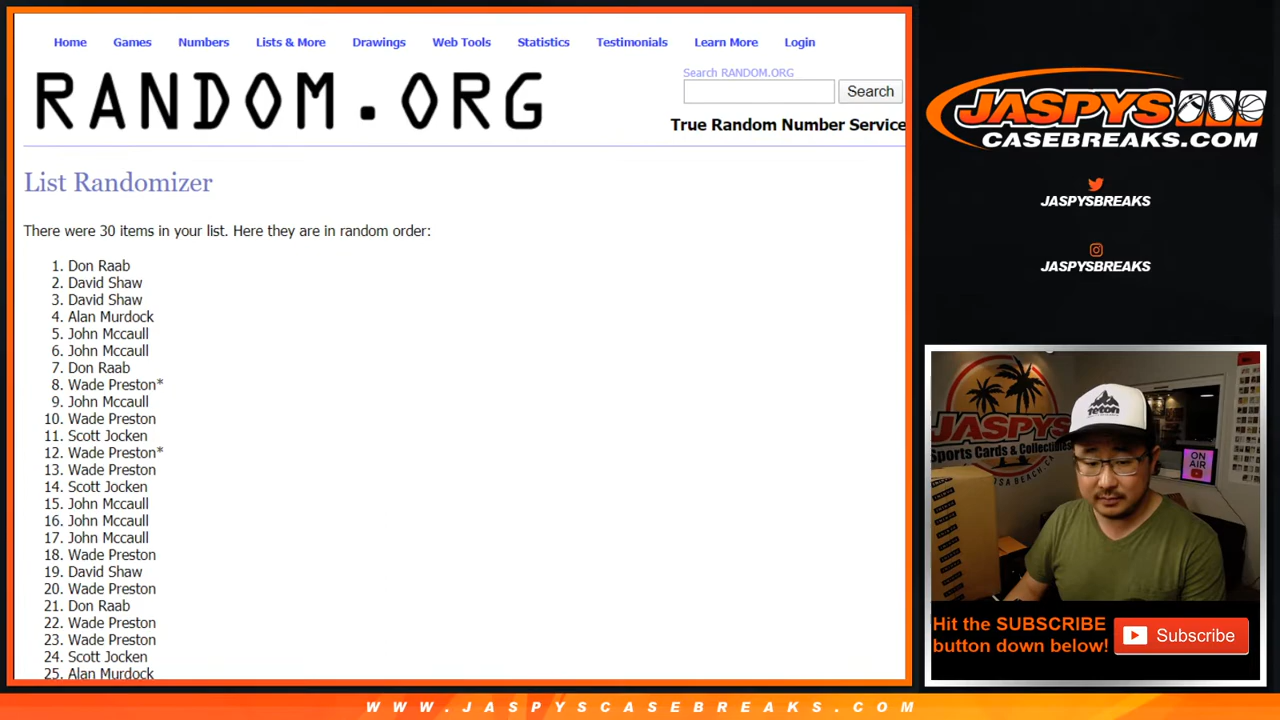 Home Games Numbers Lists & More Drawings Web Tools Statistics Testimonials Learn More Login
RANDOM.ORG
Search RANDOM.ORG
Search
True Random Number Service
List Randomizer
There were 30 items in your list. Here they are in random order:
1. Don Raab
2. David Shaw
3. David Shaw
4. Alan Murdock
5. John Mccaull
6. John Mccaull
7. Don Raab
8. Wade Preston*
9. John Mccaull
10. Wade Preston
11. Scott Jocken
12. Wade Preston*
13. Wade Preston
14. Scott Jocken
15. John Mccaull
16. John Mccaull
17. John Mccaull
18. Wade Preston
19. David Shaw
20. Wade Preston
21. Don Raab
22. Wade Preston
23. Wade Preston
24. Scott Jocken
25. Alan Murdock
JASPYS
CASEBREAKS.COM
JASPYSBREAKS
JASPYSBREAKS
teton
JASPYS
Sports Cards & Collectibles
OSA BEACH, CA
ON
AIR
Hit the SUBSCRIBE
button down below!
Subscribe
WWW.JASPYSCASEBREAKS.COM